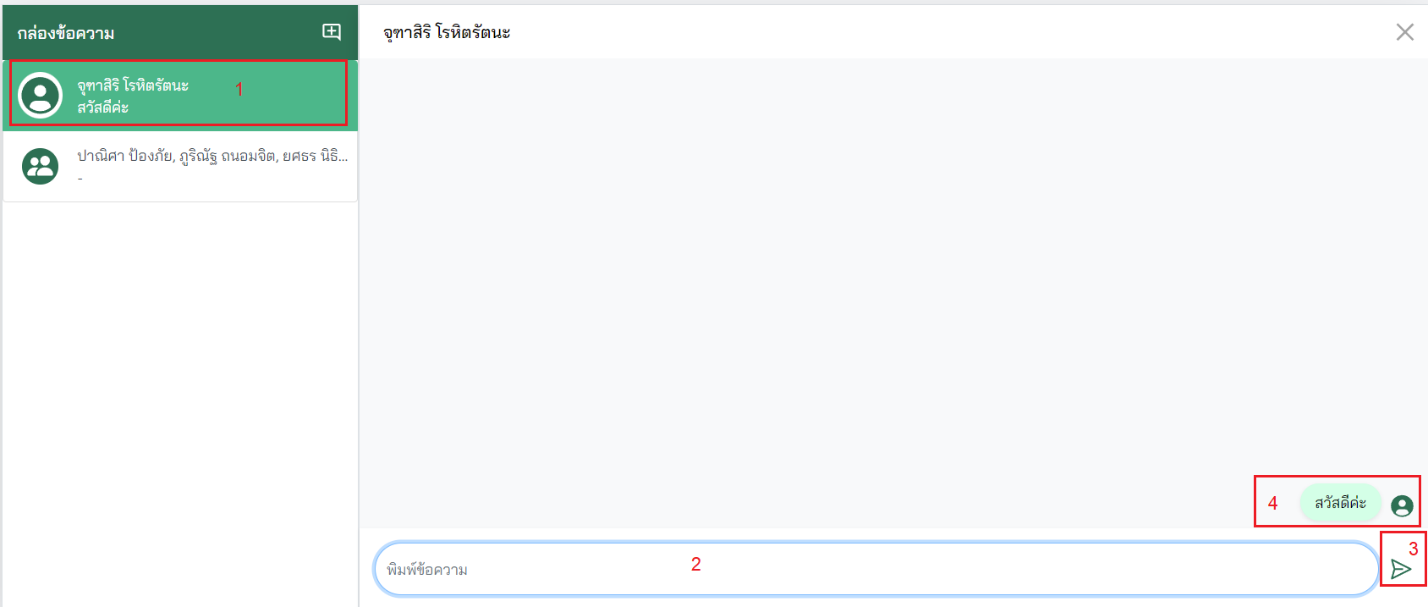 กล่องข้อความ
จุฑาสิริ โรหิตรัตนะ
จุฑาสิริ โรหิตรัตนะ 1
สวัสดีค่ะ
ปาณิศา ป้องภัย, ภูริณัฐ ถนอมจิต, ยศธร นิธิ...
-
4 สวัสดีค่ะ
พิมพ์ข้อความ 2
3